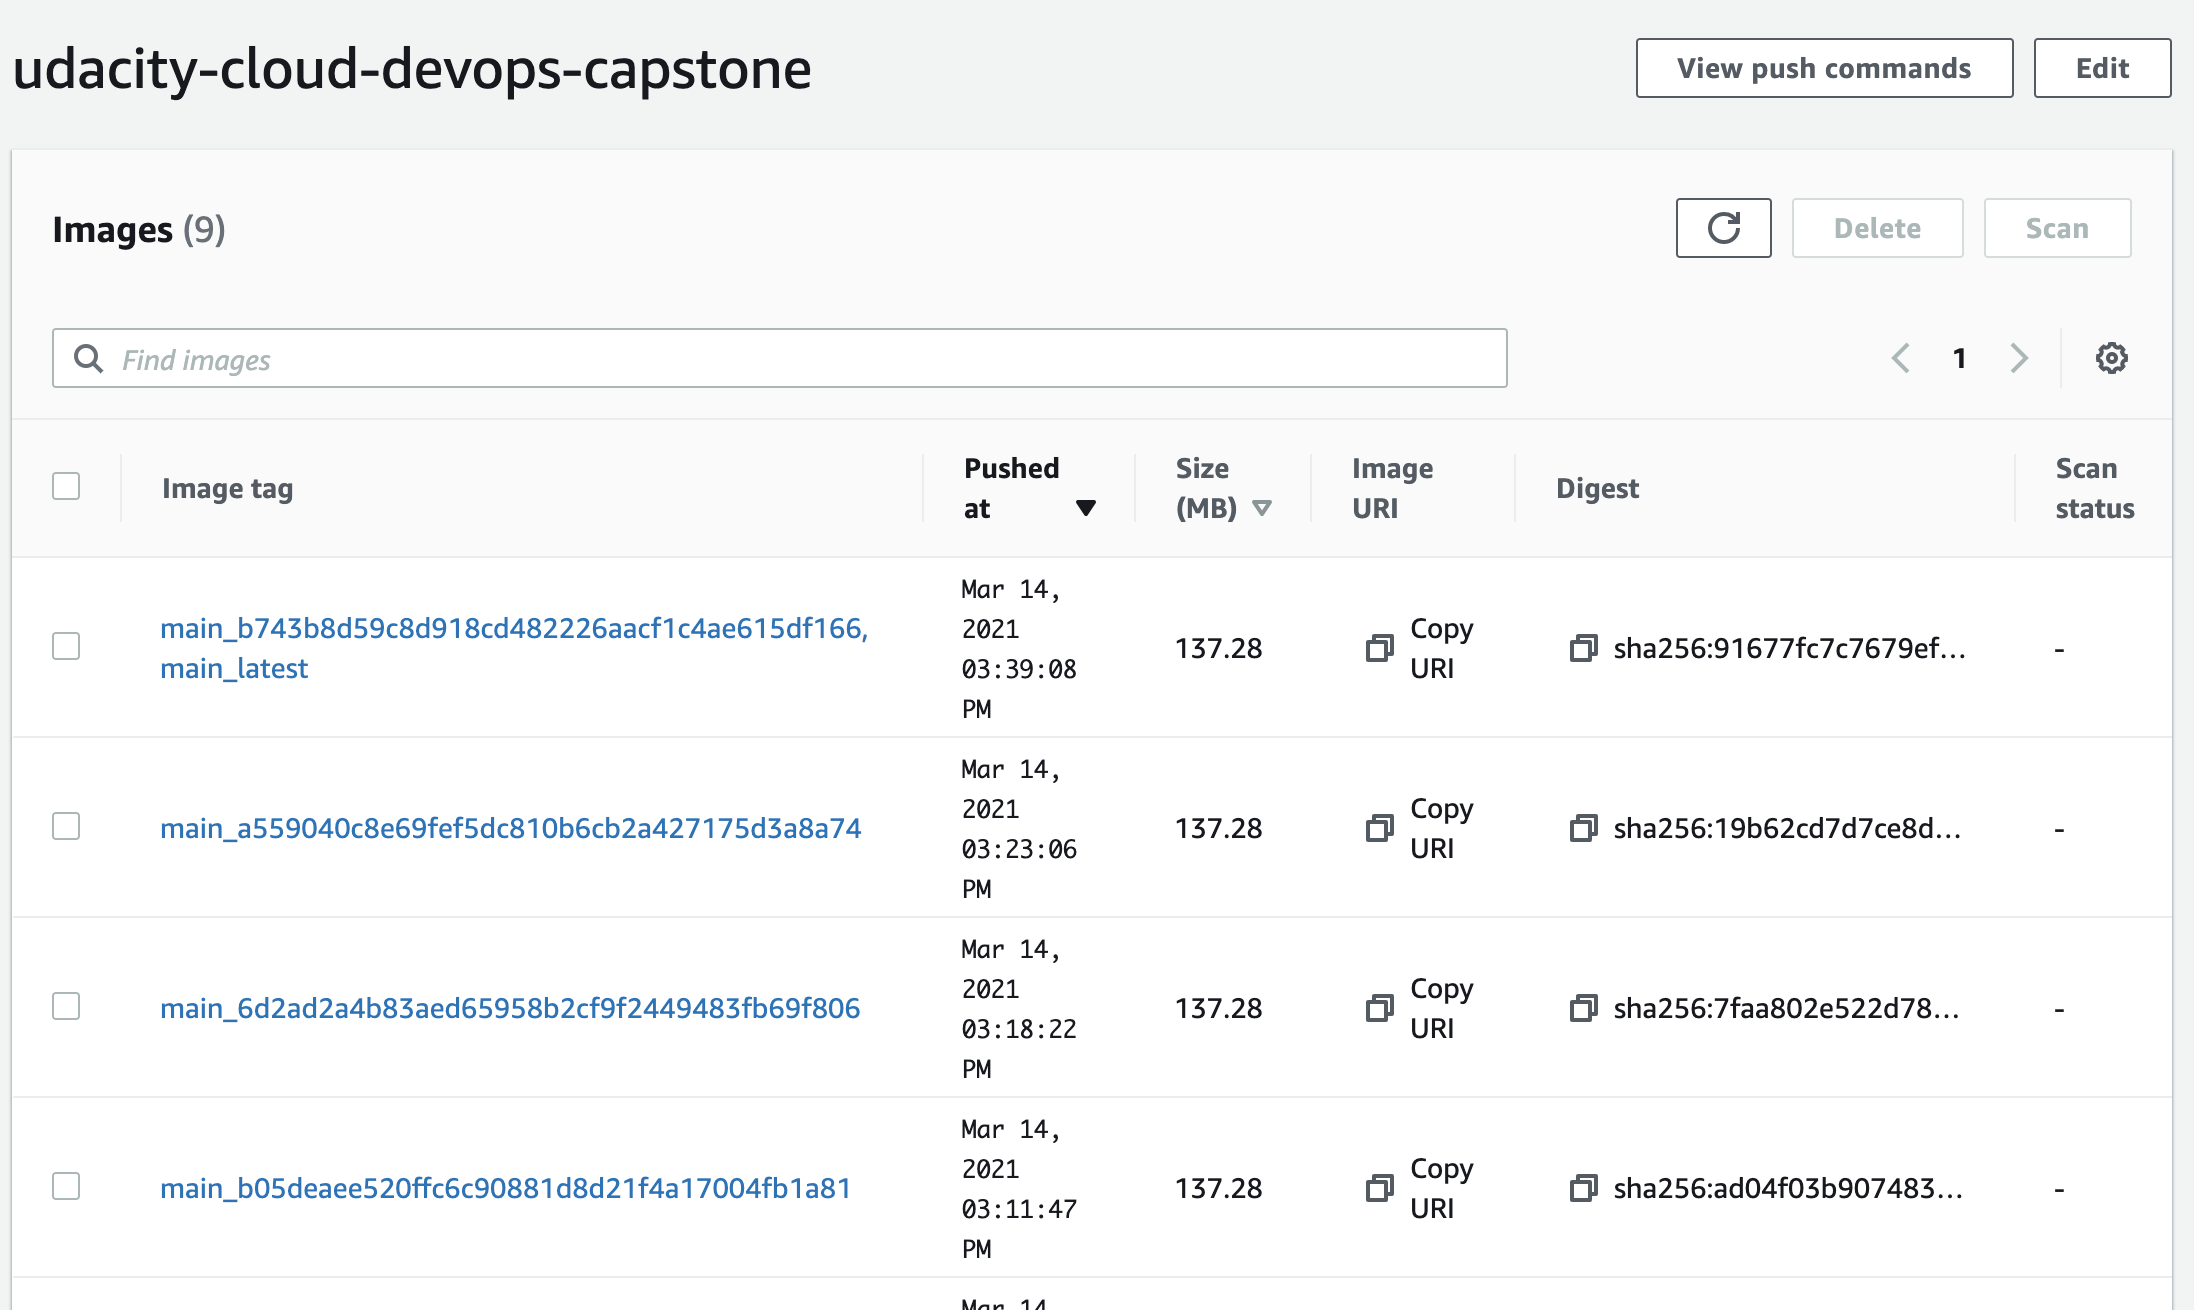 udacity-cloud-devops-capstone
View push commands
Edit
Images (9)
Delete
Scan
Find images
1
Image tag
Pushed at
Size (MB)
Image URI
Digest
Scan status
main_b743b8d59c8d918cd482226aacf1c4ae615df166,
main_latest
Mar 14,
2021
03:39:08
PM
137.28
Copy
URI
sha256:91677fc7c7679ef...
-
main_a559040c8e69fef5dc810b6cb2a427175d3a8a74
Mar 14,
2021
03:23:06
PM
137.28
Copy
URI
sha256:19b62cd7d7ce8d...
-
main_6d2ad2a4b83aed65958b2cf9f2449483fb69f806
Mar 14,
2021
03:18:22
PM
137.28
Copy
URI
sha256:7faa802e522d78...
-
main_b05deaee520ffc6c90881d8d21f4a17004fb1a81
Mar 14,
2021
03:11:47
PM
137.28
Copy
URI
sha256:ad04f03b907483...
-
Mar 14,